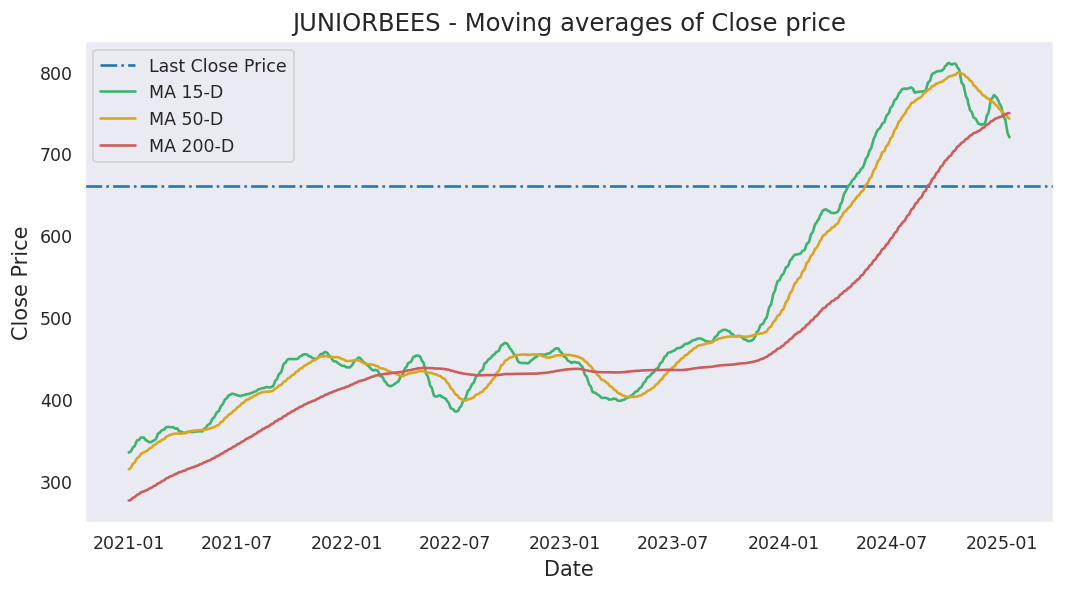 JUNIORBEES - Moving averages of Close price
Last Close Price
MA 15-D
MA 50-D
MA 200-D
Close Price
800
700
600
500
400
300
2021-01
2021-07
2022-01
2022-07
2023-01
2023-07
2024-01
2024-07
2025-01
Date